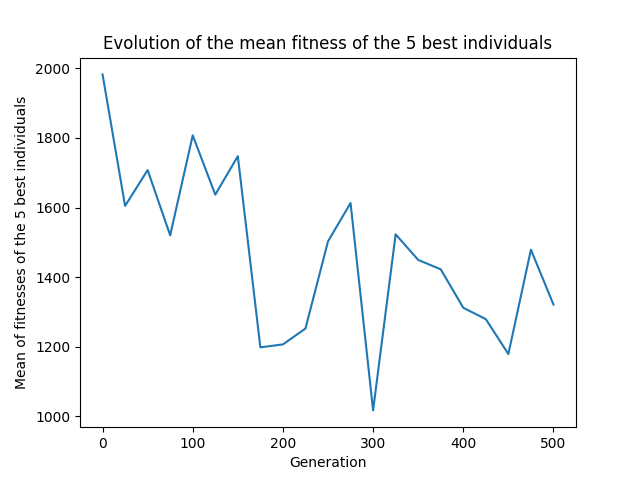 Evolution of the mean fitness of the 5 best individuals
Mean of fitnesses of the 5 best individuals
2000
1800
1600
1400
1200
1000
0 100 200 300 400 500
Generation